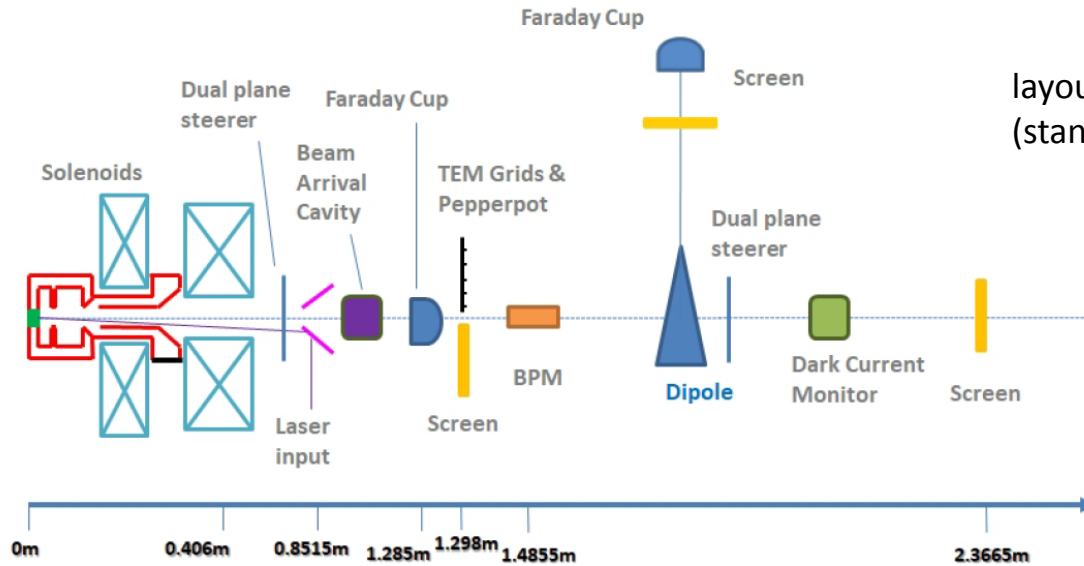 Faraday Cup
Screen
layou
(stan
Dual plane
steerer
Faraday Cup
Beam
Arrival
Cavity
TEM Grids &
Pepperpot
Solenoids
Dual plane
steerer
BPM
Dipole
Dark Current
Monitor
Screen
Screen
Laser
input
0m
0.406m
0.8515m
1.285m
1.298m
1.4855m
2.3665m